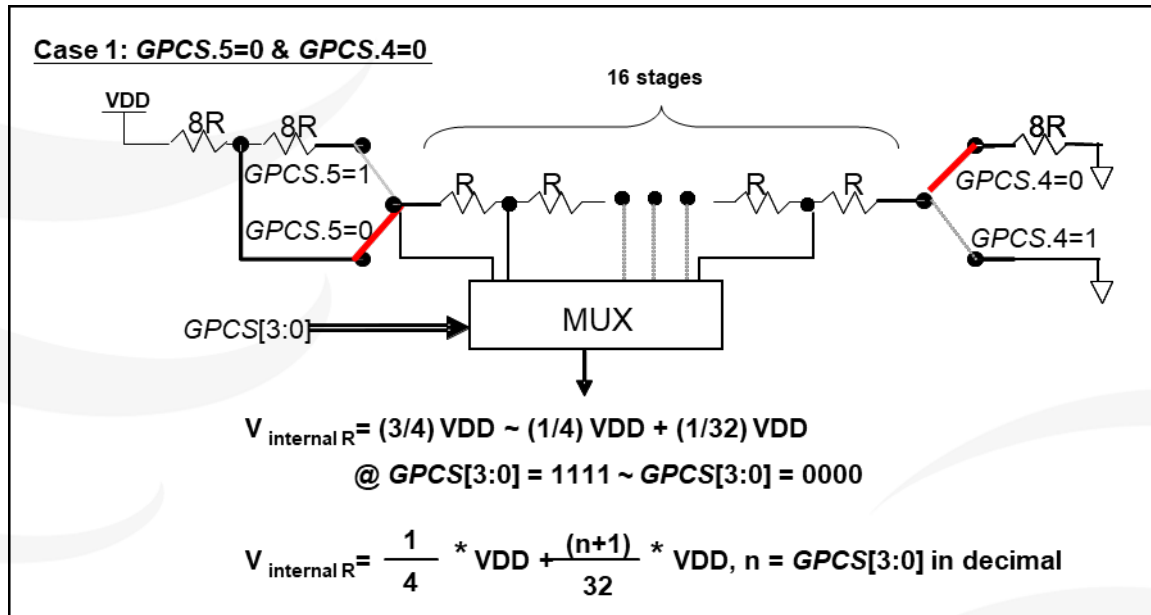 Case 1: GPCS.5=0 & GPCS.4=0
16 stages
VDD
8R
8R
8R
GPCS.5=1
R
R
R
R
GPCS.4=0
GPCS.5=0
GPCS.4=1
GPCS[3:0]
MUX
V internal R= (3/4) VDD ~ (1/4) VDD + (1/32) VDD
@ GPCS[3:0] = 1111 ~ GPCS[3:0] = 0000
V internal R= 1/4 * VDD + (n+1)/32 * VDD, n = GPCS[3:0] in decimal